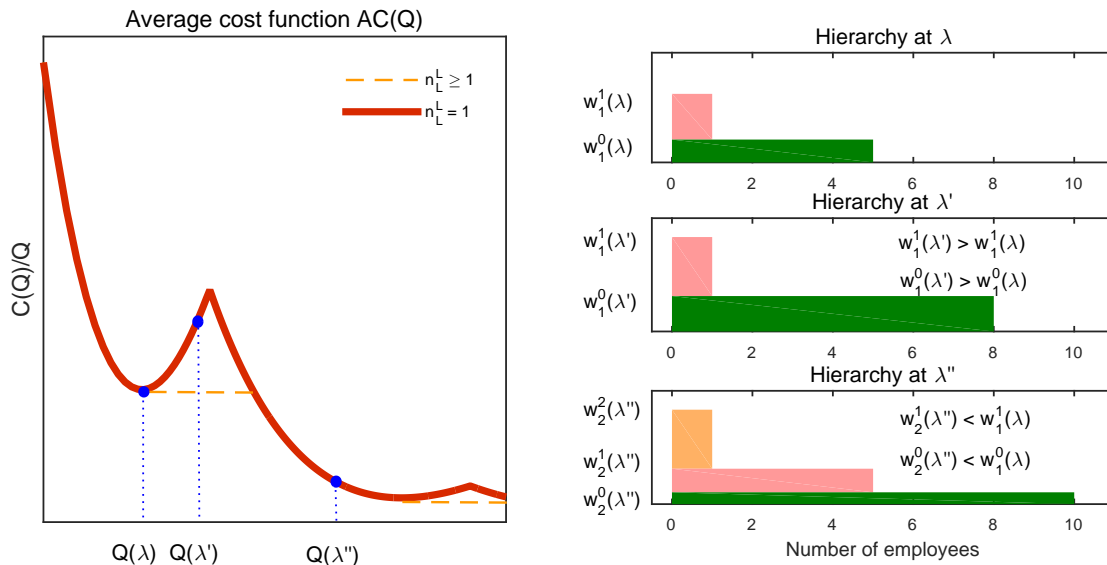 Average cost function AC(Q)
n_L^L ≥ 1
n_L^L = 1
C(Q)/Q
Q(λ)
Q(λ')
Q(λ'')
Hierarchy at λ
w_1^1(λ)
w_1^0(λ)
0 2 4 6 8 10
Hierarchy at λ'
w_1^1(λ')
w_1^0(λ')
w_1^1(λ') > w_1^1(λ)
w_1^0(λ') > w_1^0(λ)
0 2 4 6 8 10
Hierarchy at λ''
w_2^2(λ'')
w_2^1(λ'')
w_2^0(λ'')
w_2^1(λ'') < w_1^1(λ)
w_2^0(λ'') < w_1^0(λ)
0 2 4 6 8 10
Number of employees